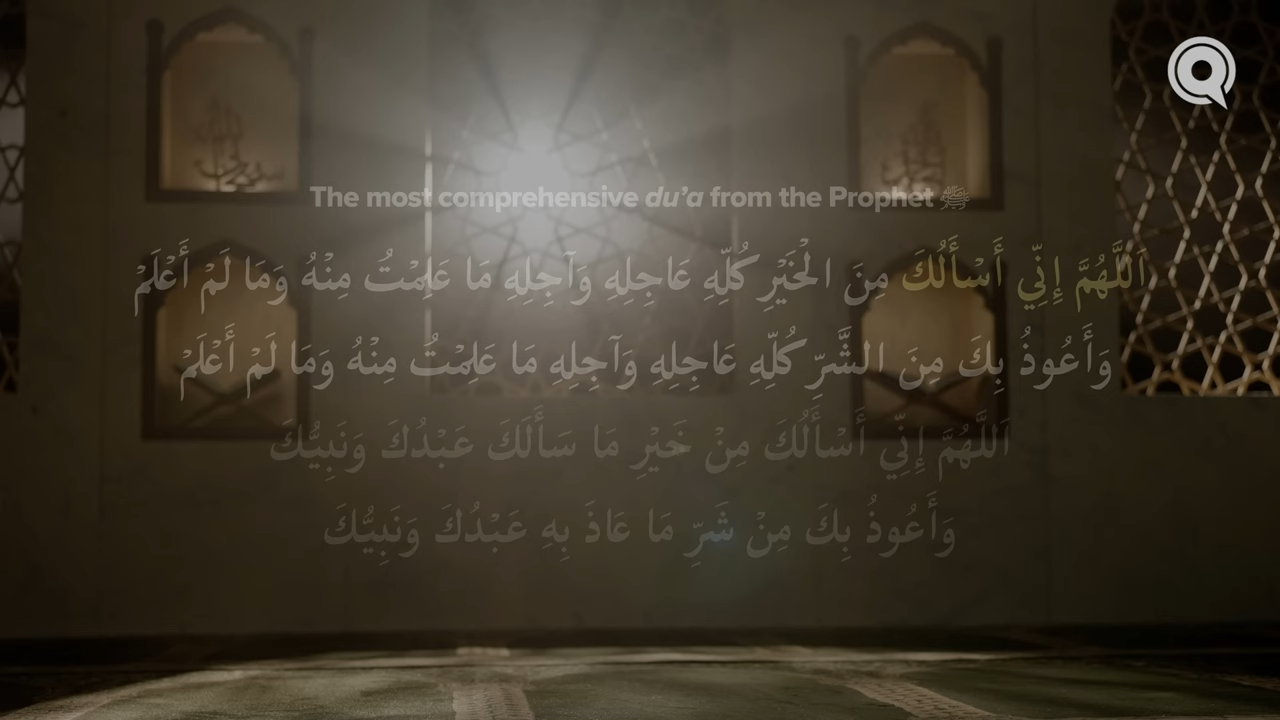 The most comprehensive du’a from the Prophet ﷺ
اَللَّهُمَّ إِنِّي أَسْأَلُكَ مِنَ الْخَيْرِ كُلِّهِ عَاجِلِهِ وَآجِلِهِ مَا عَلِمْتُ مِنْهُ وَمَا لَمْ أَعْلَمْ
وَأَعُوذُ بِكَ مِنَ الشَّرِّ كُلِّهِ عَاجِلِهِ وَآجِلِهِ مَا عَلِمْتُ مِنْهُ وَمَا لَمْ أَعْلَمْ
اَللَّهُمَّ إِنِّي أَسْأَلُكَ مِنْ خَيْرِ مَا سَأَلَكَ عَبْدُكَ وَنَبِيُّكَ
وَأَعُوذُ بِكَ مِنْ شَرِّ مَا عَاذَ بِهِ عَبْدُكَ وَنَبِيُّكَ